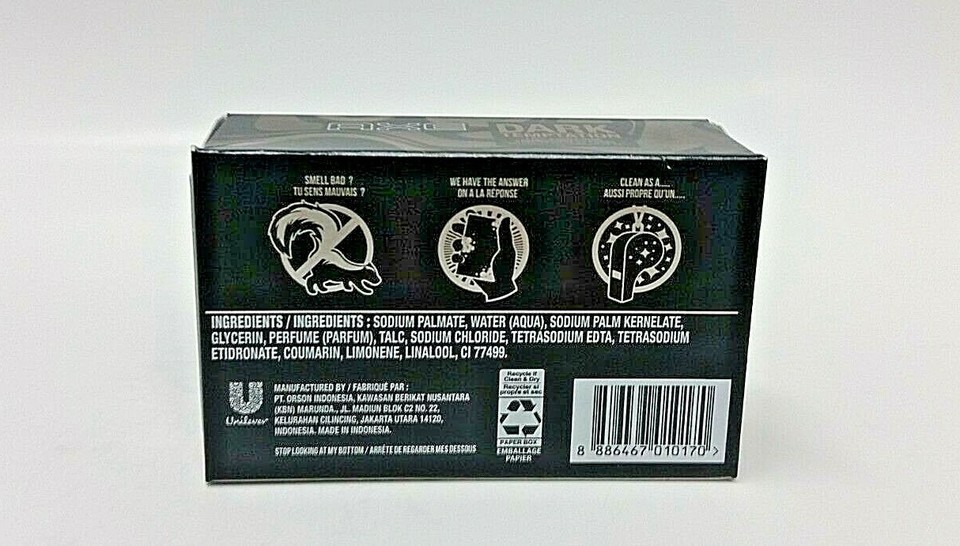 AXE DARK
TEMPTATION
SMELL BAD ?
TU SENS MAUVAIS ?
WE HAVE THE ANSWER
ON A LA RÉPONSE
CLEAN AS A.....
AUSSI PROPRE QU'UN.....
INGREDIENTS / INGREDIENTS : SODIUM PALMATE, WATER (AQUA), SODIUM PALM KERNELATE,
GLYCERIN, PERFUME (PARFUM), TALC, SODIUM CHLORIDE, TETRASODIUM EDTA, TETRASODIUM
ETIDRONATE, COUMARIN, LIMONENE, LINALOOL, CI 77499.
Unilever
MANUFACTURED BY / FABRIQUÉ PAR :
PT. ORSON INDONESIA, KAWASAN BERIKAT NUSANTARA
(KBN) MARUNDA., JL. MADIUN BLOK C2 NO. 22,
KELURAHAN CILINCING, JAKARTA UTARA 14120,
INDONESIA. MADE IN INDONESIA.
STOP LOOKING AT MY BOTTOM / ARRÊTE DE REGARDER MES DESSOUS
Recycle if
Clean & Dry
Recycler si
propre et sec
PAPER BOX
EMBALLAGE
PAPIER
8 886467 010170 >